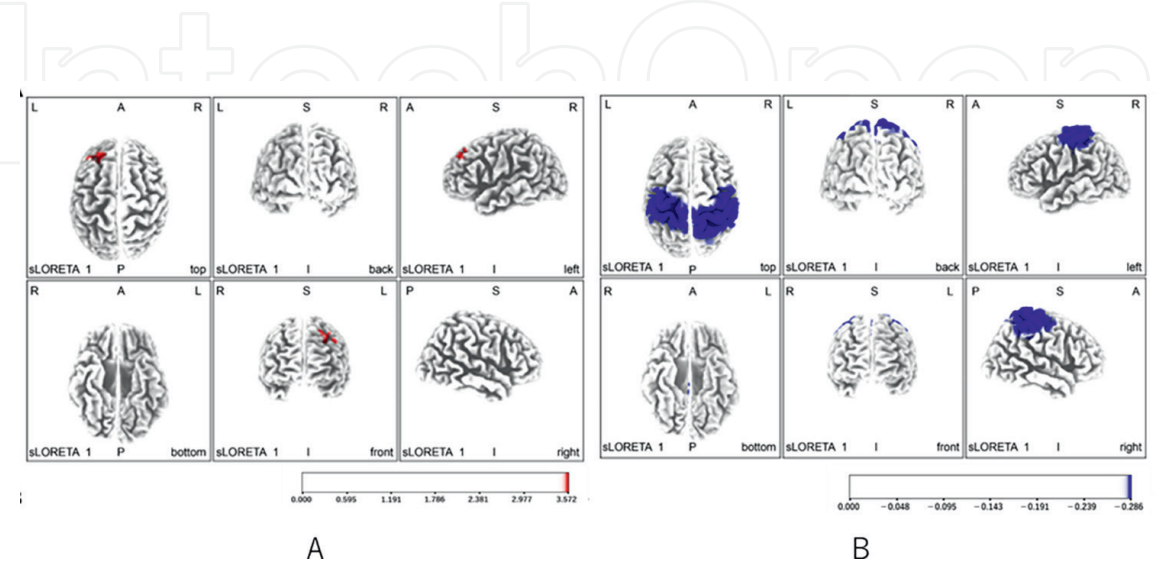 IntechOpen
L A R
sLORETA 1 P top
L S R
sLORETA 1 I back
A S R
sLORETA 1 I left
R A L
sLORETA 1 P bottom
R S L
sLORETA 1 I front
P S A
sLORETA 1 I right
0.000 0.595 1.191 1.786 2.381 2.977 3.572
A
L A R
sLORETA 1 P top
L S R
sLORETA 1 I back
A S R
sLORETA 1 I left
R A L
sLORETA 1 P bottom
R S L
sLORETA 1 I front
P S A
sLORETA 1 I right
0.000 −0.048 −0.095 −0.143 −0.191 −0.239 −0.286
B